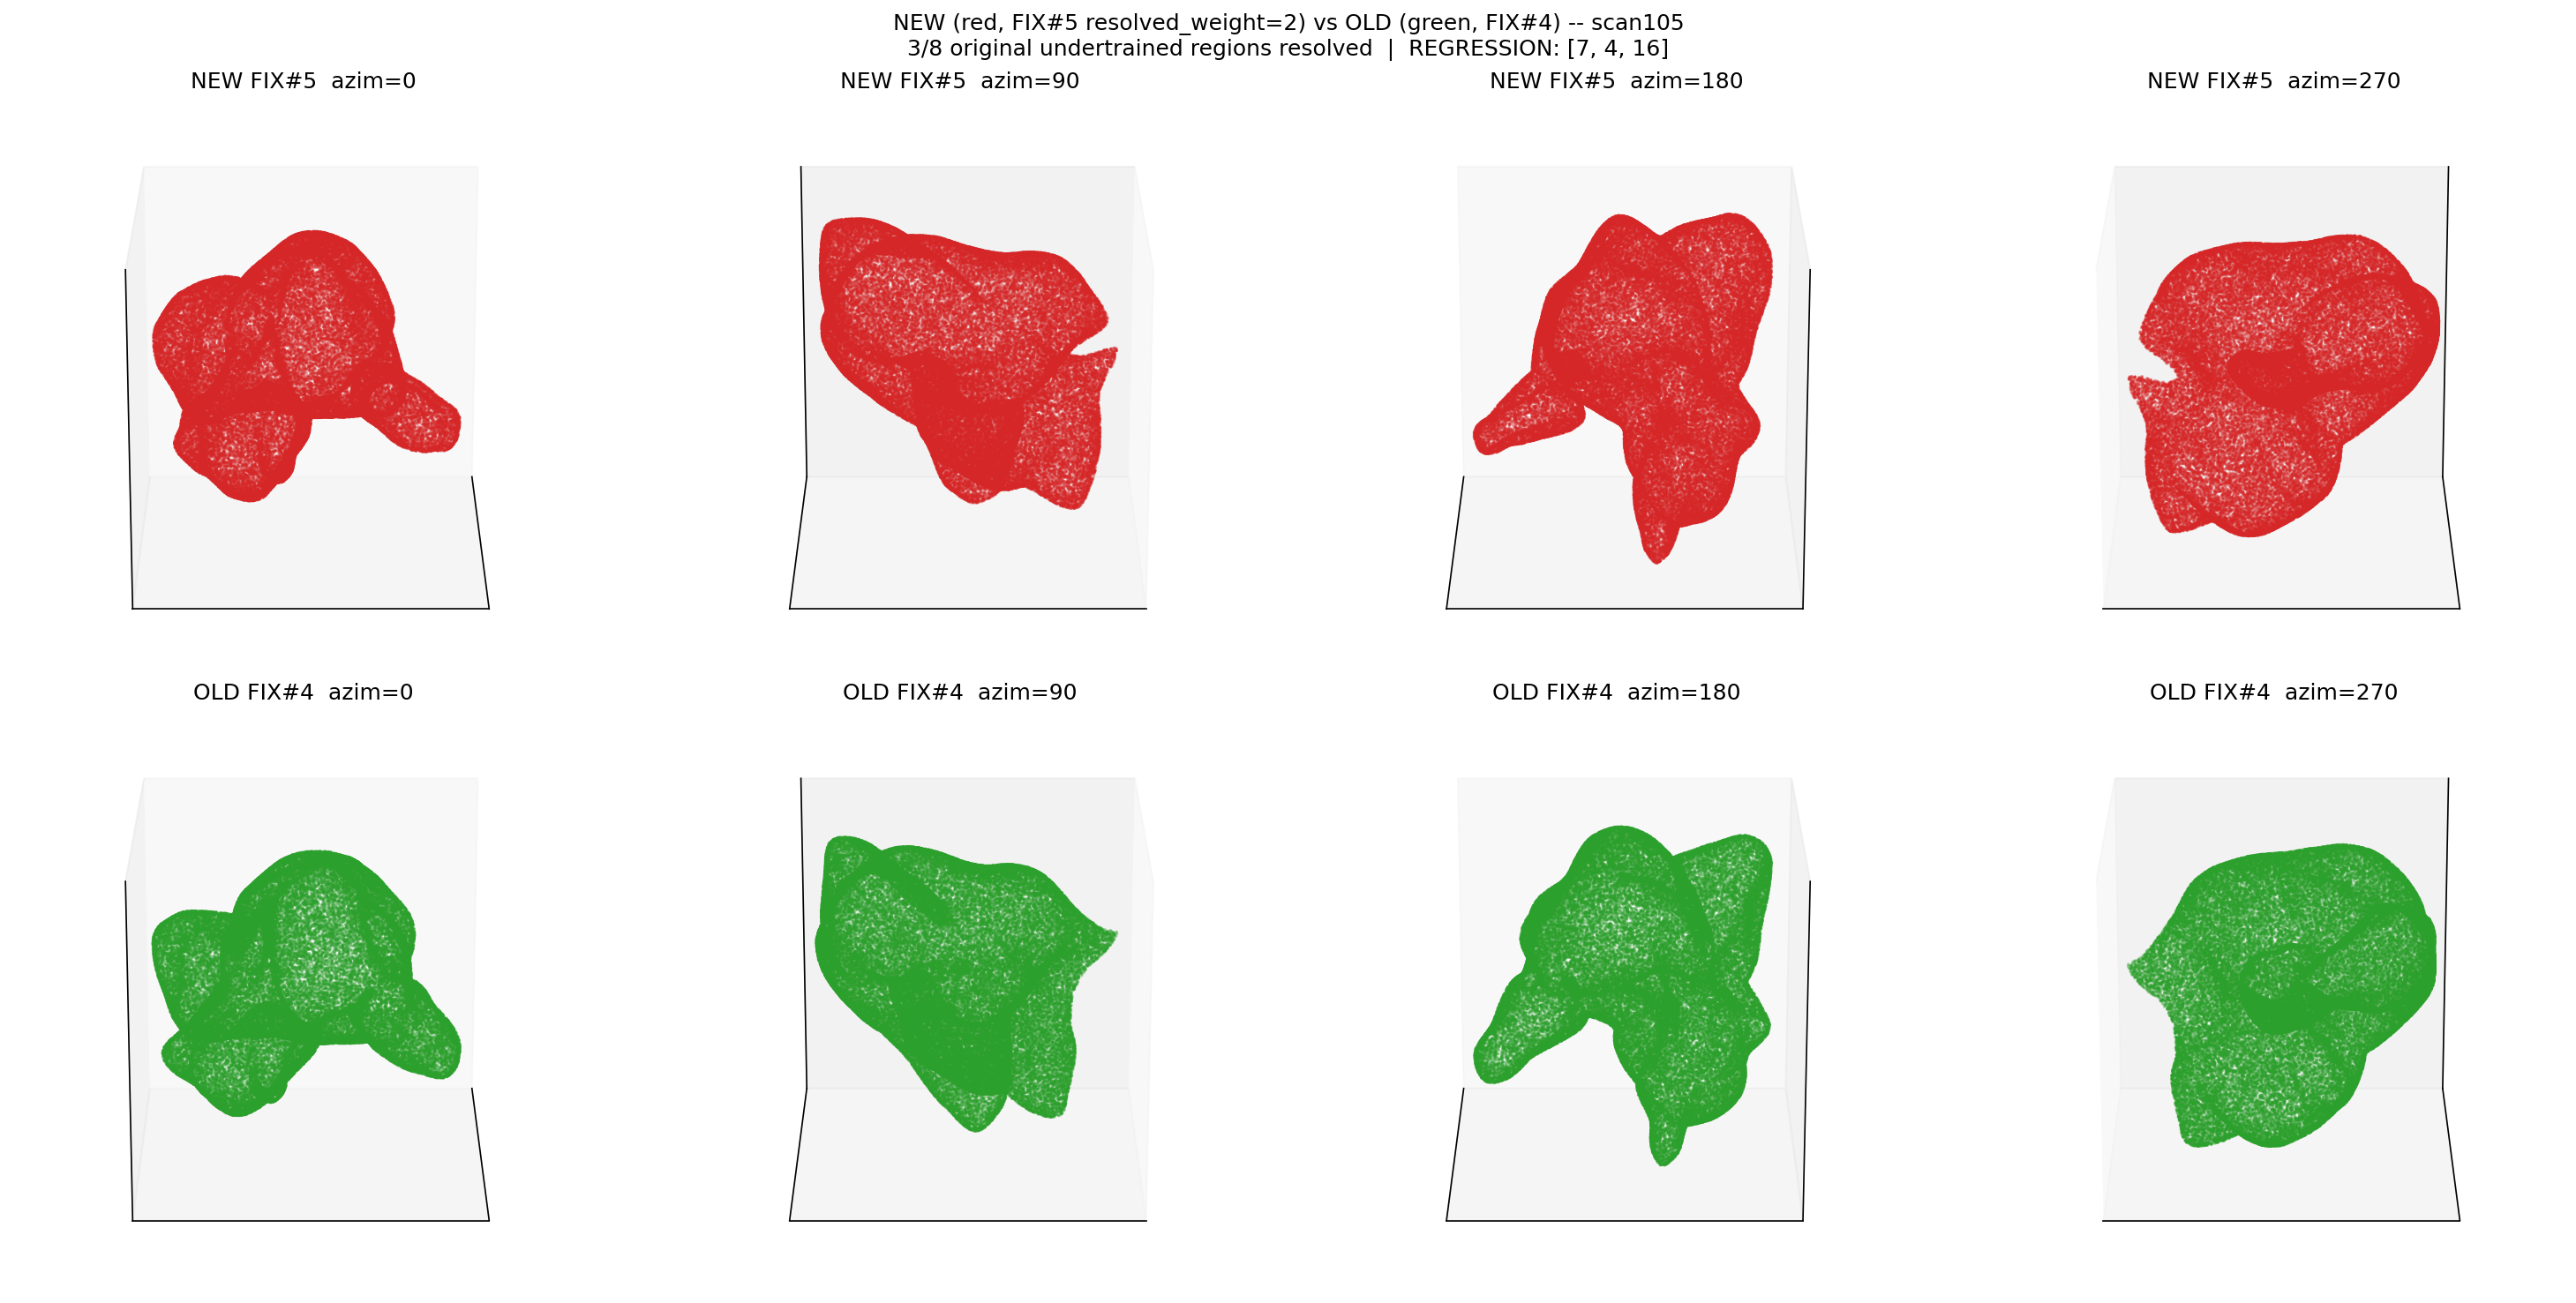 NEW (red, FIX#5 resolved_weight=2) vs OLD (green, FIX#4) -- scan105
3/8 original undertrained regions resolved | REGRESSION: [7, 4, 16]
NEW FIX#5 azim=0
NEW FIX#5 azim=90
NEW FIX#5 azim=180
NEW FIX#5 azim=270
OLD FIX#4 azim=0
OLD FIX#4 azim=90
OLD FIX#4 azim=180
OLD FIX#4 azim=270